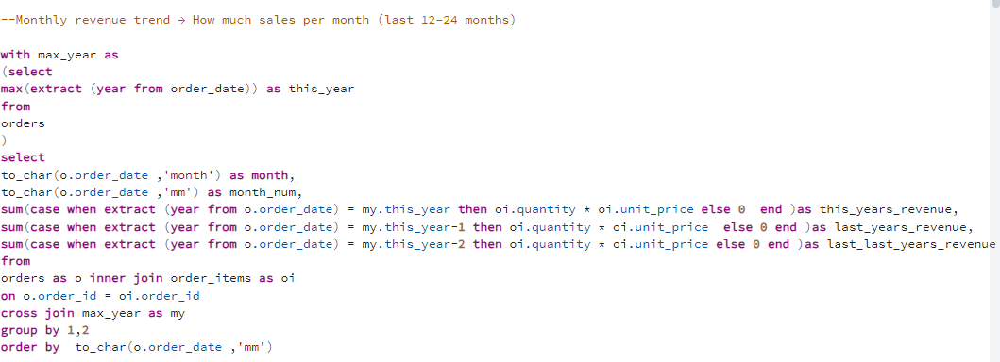 --Monthly revenue trend → How much sales per month (last 12–24 months)
with max_year as
(select
max(extract (year from order_date)) as this_year
from
orders
)
select
to_char(o.order_date ,'month') as month,
to_char(o.order_date ,'mm') as month_num,
sum(case when extract (year from o.order_date) = my.this_year then oi.quantity * oi.unit_price else 0  end )as this_years_revenue,
sum(case when extract (year from o.order_date) = my.this_year-1 then oi.quantity * oi.unit_price  else 0 end )as last_years_revenue,
sum(case when extract (year from o.order_date) = my.this_year-2 then oi.quantity * oi.unit_price else 0 end )as last_last_years_revenue
from
orders as o inner join order_items as oi
on o.order_id = oi.order_id
cross join max_year as my
group by 1,2
order by  to_char(o.order_date ,'mm')